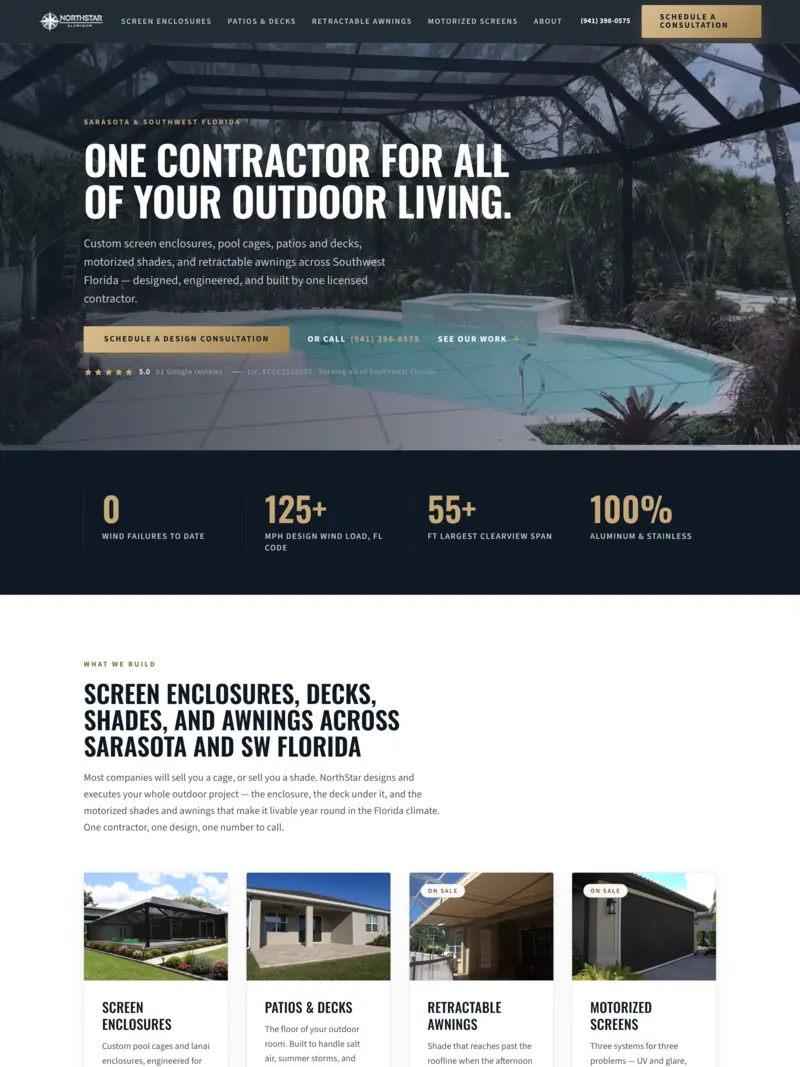 NORTHSTAR
ALUMINUM
SCREEN ENCLOSURES
PATIOS & DECKS
RETRACTABLE AWNINGS
MOTORIZED SCREENS
ABOUT
(941) 398-0575
SCHEDULE A
CONSULTATION
SARASOTA & SOUTHWEST FLORIDA
ONE CONTRACTOR FOR ALL
OF YOUR OUTDOOR LIVING.
Custom screen enclosures, pool cages, patios and decks,
motorized shades, and retractable awnings across Southwest
Florida — designed, engineered, and built by one licensed
contractor.
SCHEDULE A DESIGN CONSULTATION
OR CALL (941) 398-0575
SEE OUR WORK →
★★★★★ 5.0 51 Google reviews — Lic. #CGC1538555 · Serving all of Southwest Florida
0
WIND FAILURES TO DATE
125+
MPH DESIGN WIND LOAD, FL
CODE
55+
FT LARGEST CLEARVIEW SPAN
100%
ALUMINUM & STAINLESS
WHAT WE BUILD
SCREEN ENCLOSURES, DECKS,
SHADES, AND AWNINGS ACROSS
SARASOTA AND SW FLORIDA
Most companies will sell you a cage, or sell you a shade. NorthStar designs and
executes your whole outdoor project — the enclosure, the deck under it, and the
motorized shades and awnings that make it livable year round in the Florida climate.
One contractor, one design, one number to call.
SCREEN
ENCLOSURES
Custom pool cages and lanai
enclosures, engineered for
PATIOS & DECKS
The floor of your outdoor
room. Built to handle salt
air, summer storms, and
ON SALE
RETRACTABLE
AWNINGS
Shade that reaches past the
roofline when the afternoon
ON SALE
MOTORIZED
SCREENS
Three systems for three
problems — UV and glare,